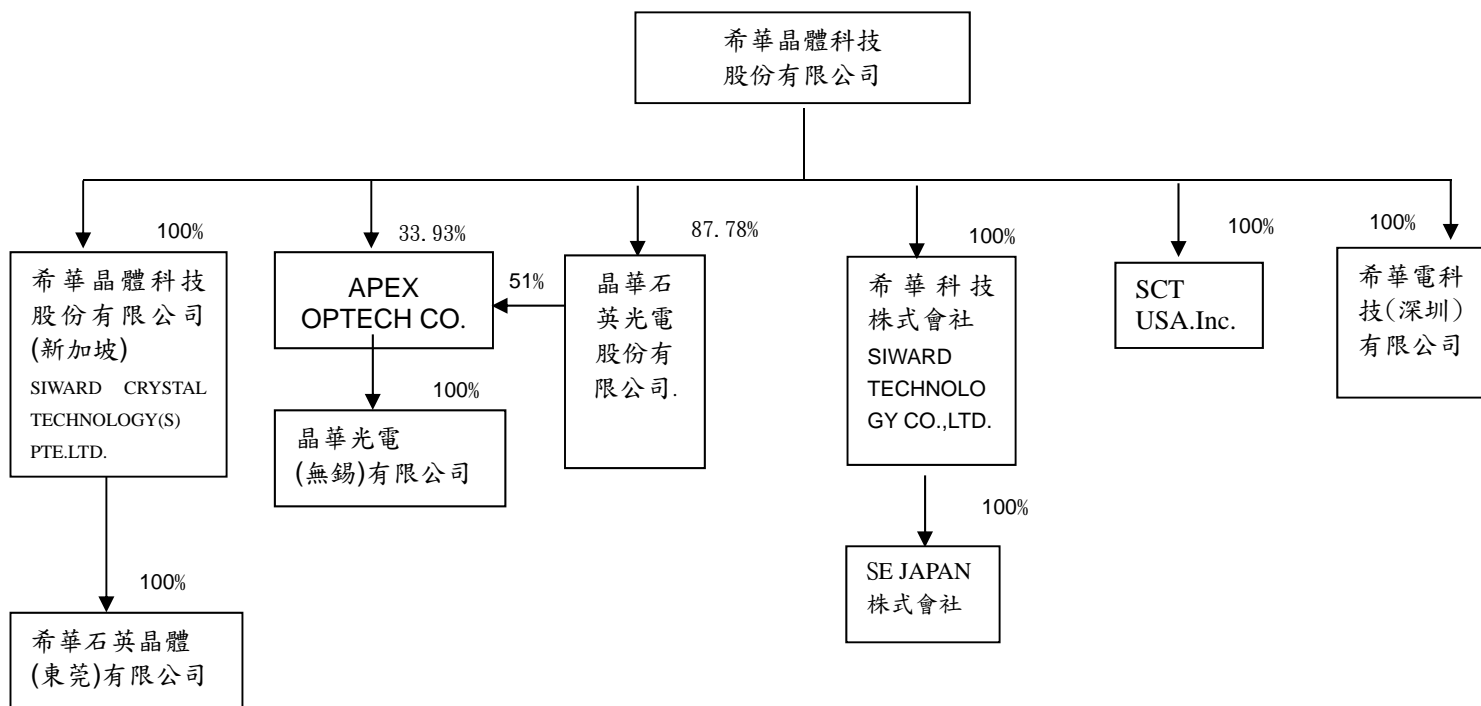 希華晶體科技
股份有限公司
100%
33.93%
87.78%
100%
100%
100%
希華晶體科技
股份有限公司
(新加坡)
SIWARD CRYSTAL
TECHNOLOGY(S)
PTE.LTD.
APEX
OPTECH CO.
51%
晶華石
英光電
股份有
限公司.
希華科技
株式會社
SIWARD
TECHNOLO
GY CO.,LTD.
SCT
USA.Inc.
希華電科
技(深圳)
有限公司
100%
晶華光電
(無錫)有限公司
100%
SE JAPAN
株式會社
100%
希華石英晶體
(東莞)有限公司